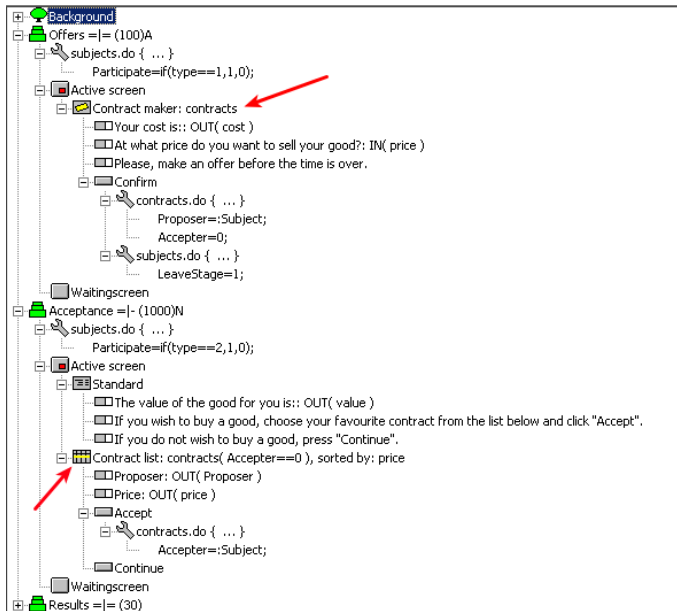 Background
Offers =|= (100)A
subjects.do { ... }
Participate=if(type==1,1,0);
Active screen
Contract maker: contracts
Your cost is:: OUT( cost )
At what price do you want to sell your good?: IN( price )
Please, make an offer before the time is over.
Confirm
contracts.do { ... }
Proposer=:Subject;
Accepter=0;
subjects.do { ... }
LeaveStage=1;
Waitingscreen
Acceptance =|- (1000)N
subjects.do { ... }
Participate=if(type==2,1,0);
Active screen
Standard
The value of the good for you is:: OUT( value )
If you wish to buy a good, choose your favourite contract from the list below and click "Accept".
If you do not wish to buy a good, press "Continue".
Contract list: contracts( Accepter==0 ), sorted by: price
Proposer: OUT( Proposer )
Price: OUT( price )
Accept
contracts.do { ... }
Accepter=:Subject;
Continue
Waitingscreen
Results =|= (30)